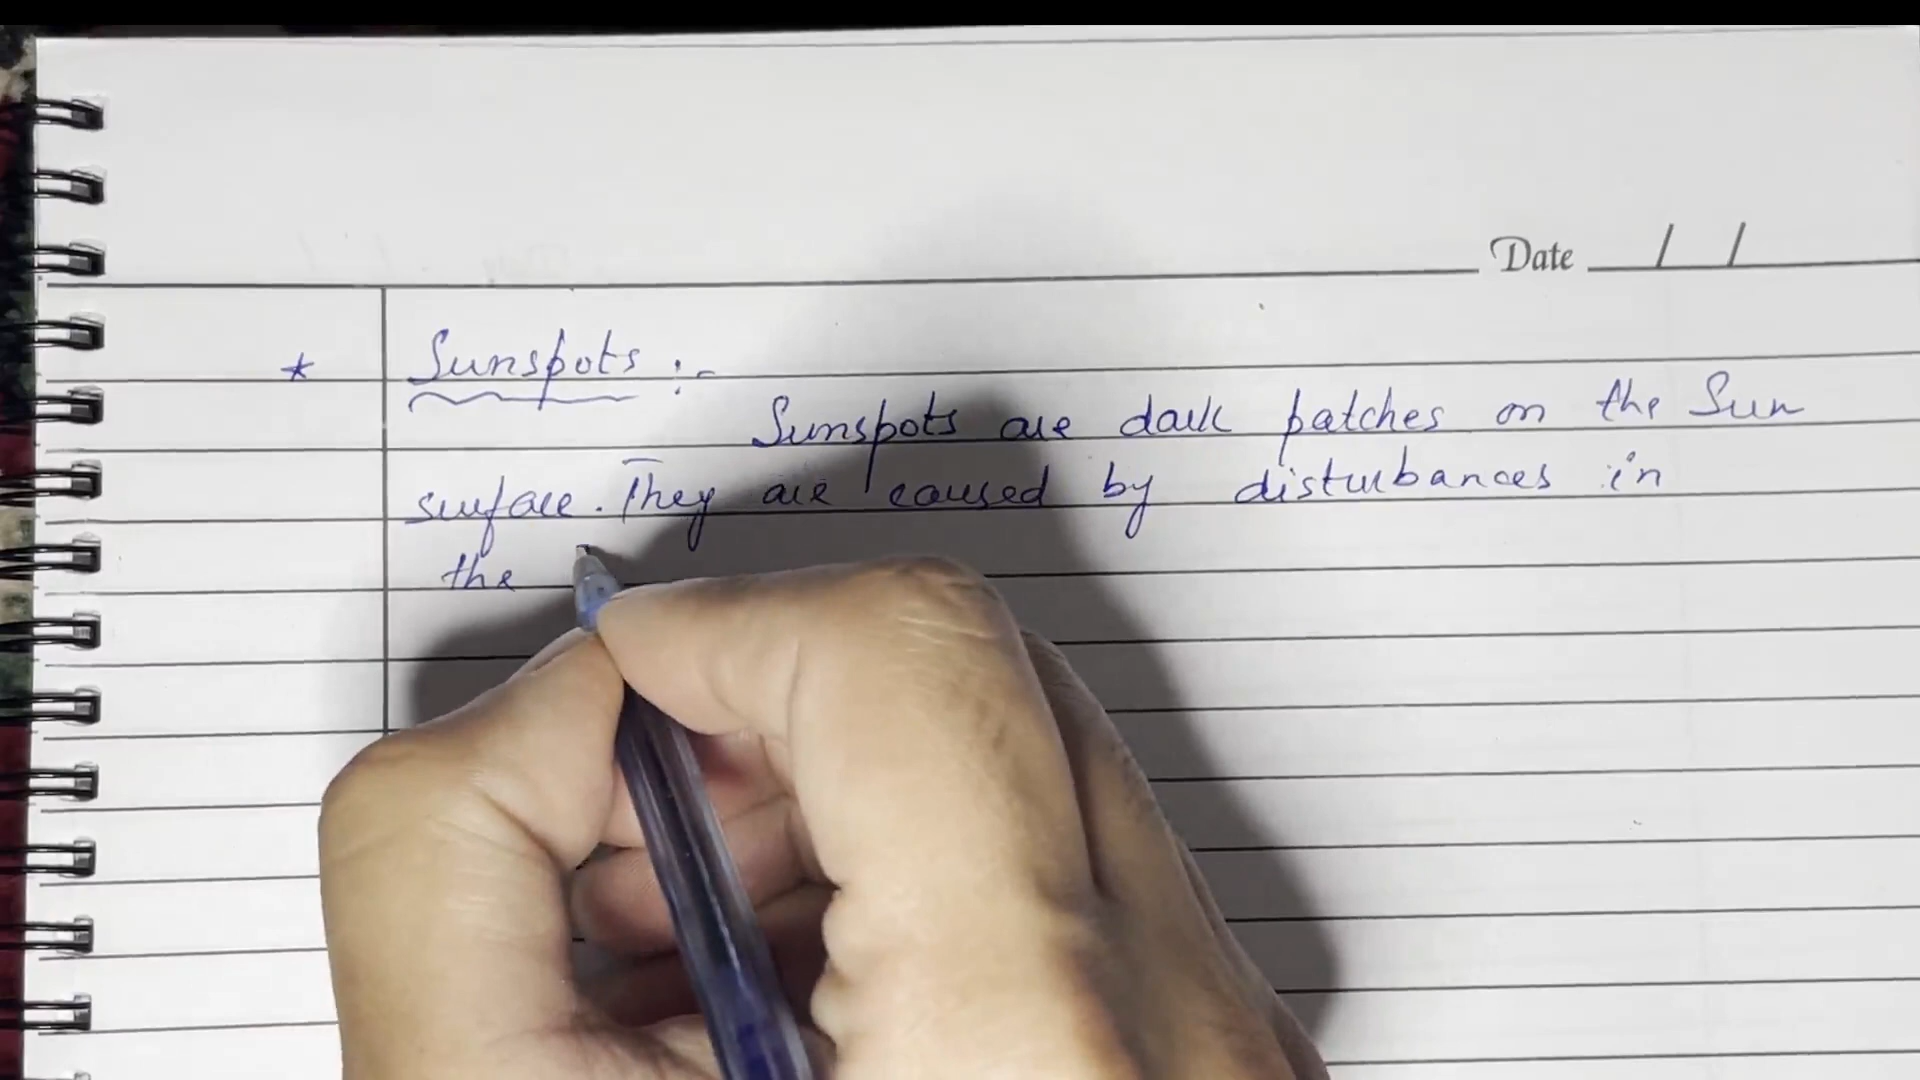 Date / /
* Sunspots :-
Sunspots are dark patches on the Sun
surface. They are caused by disturbances in
the